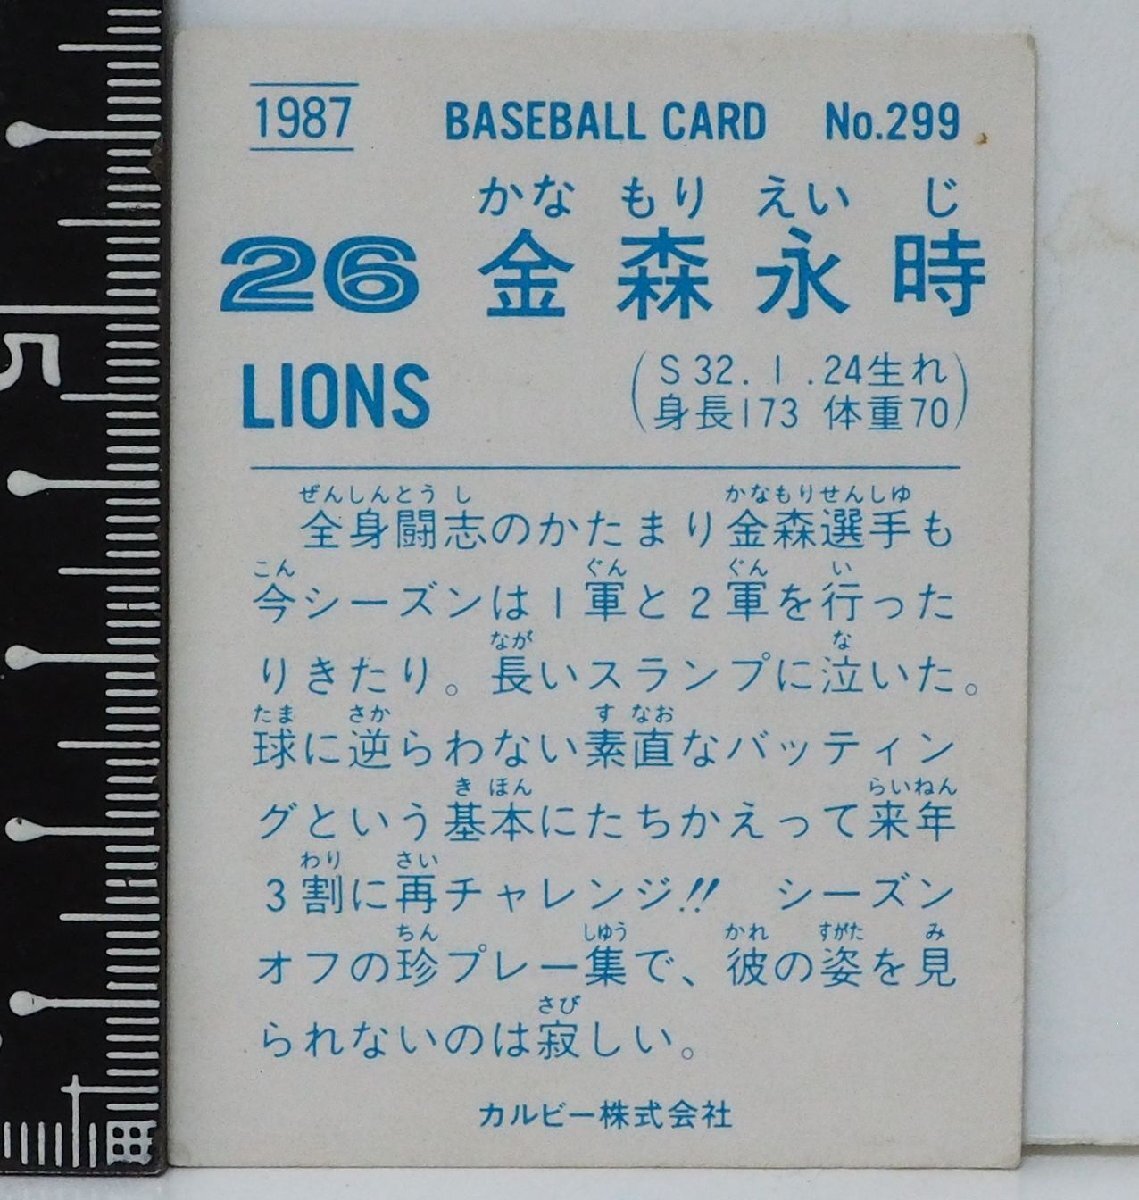 1987 BASEBALL CARD No.299
かな もり えい じ
26 金森永時
LIONS
(S32.1.24生れ
身長173 体重70)
ぜんしんとうし かなもりせんしゅ
全身闘志のかたまり金森選手も
こん ぐん ぐん い
今シーズンは1軍と2軍を行った
なが な
りきたり。長いスランプに泣いた。
たま さか すなお
球に逆らわない素直なバッティン
きほん らいねん
グという基本にたちかえって来年
わり さい
3割に再チャレンジ!! シーズン
ちん しゅう かれ すがた み
オフの珍プレー集で、彼の姿を見
さび
られないのは寂しい。
カルビー株式会社
5